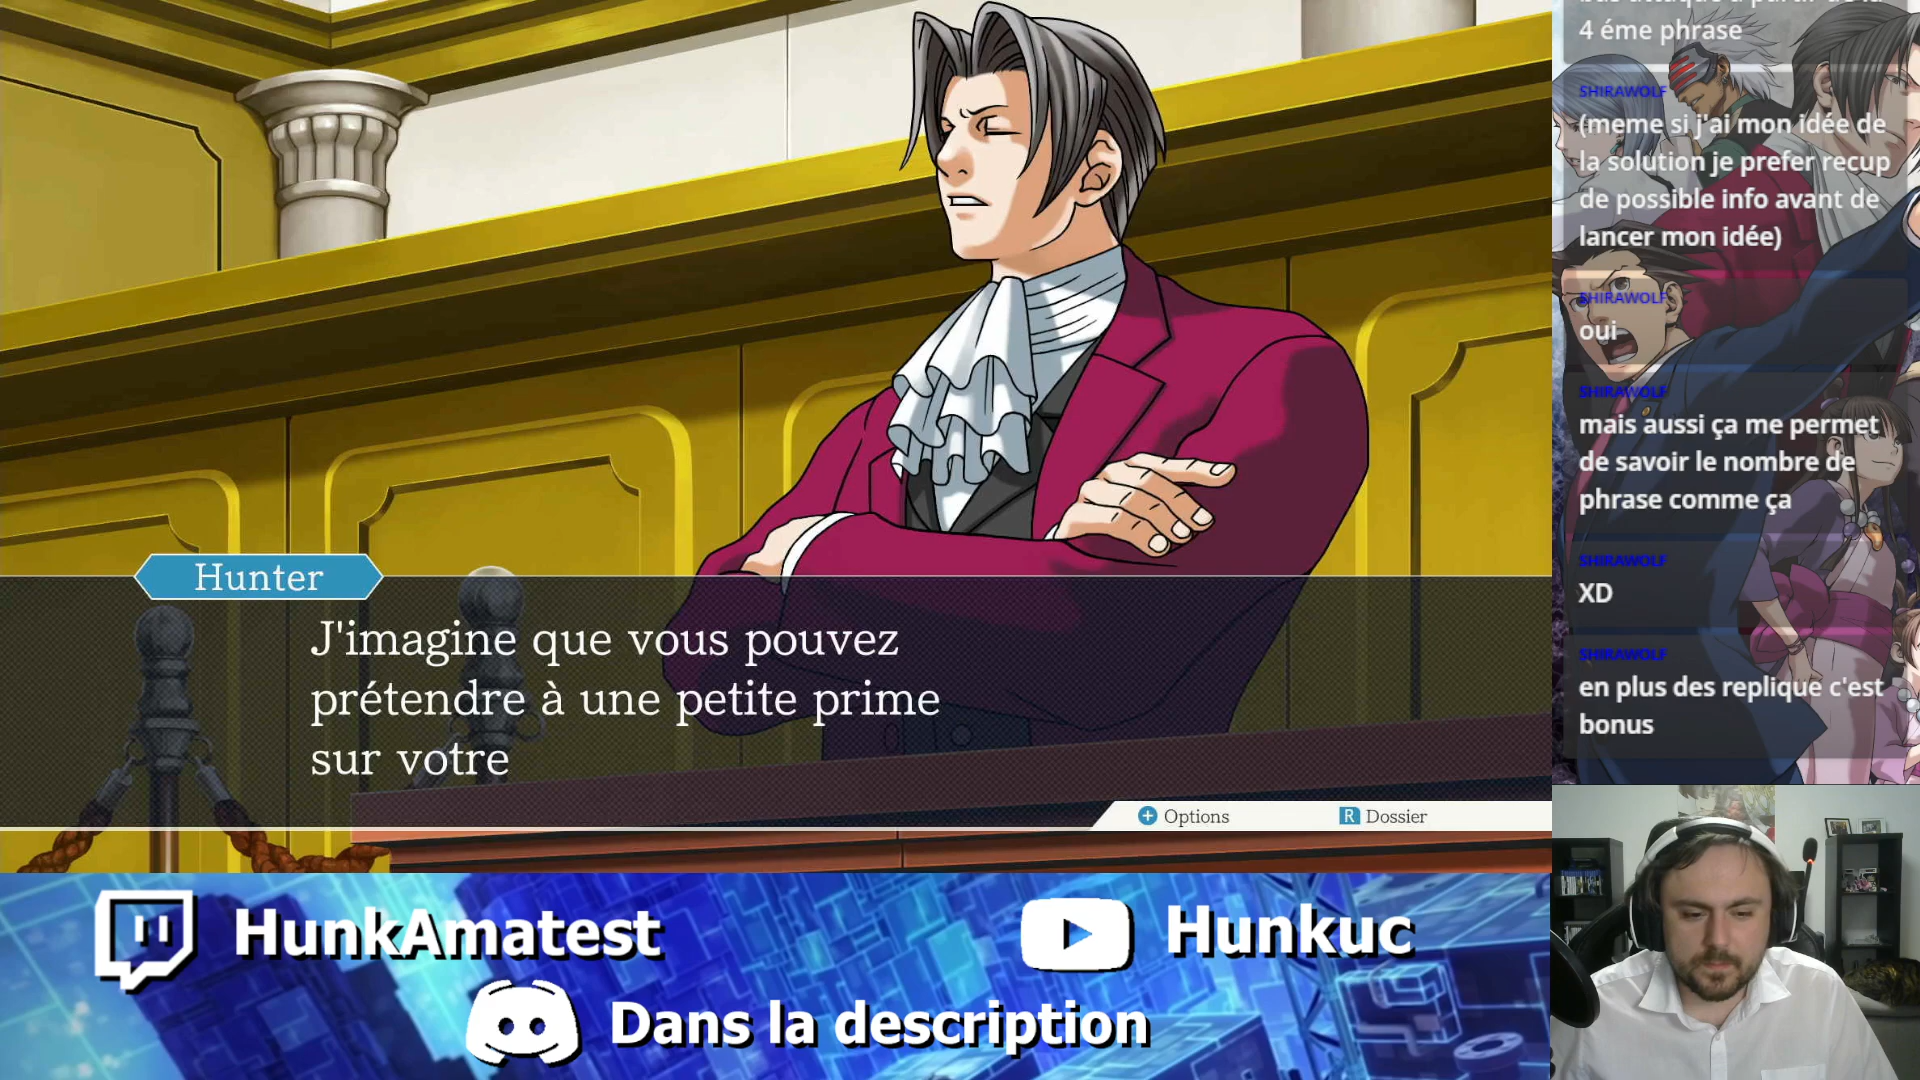 Hunter
J'imagine que vous pouvez
prétendre à une petite prime
sur votre
+ Options
R Dossier
4 éme phrase
SHIRAWOLF
(meme si j'ai mon idée de
la solution je prefer recup
de possible info avant de
lancer mon idée)
SHIRAWOLF
oui
SHIRAWOLF
mais aussi ça me permet
de savoir le nombre de
phrase comme ça
SHIRAWOLF
XD
SHIRAWOLF
en plus des replique c'est
bonus
HunkAmatest
Hunkuc
Dans la description